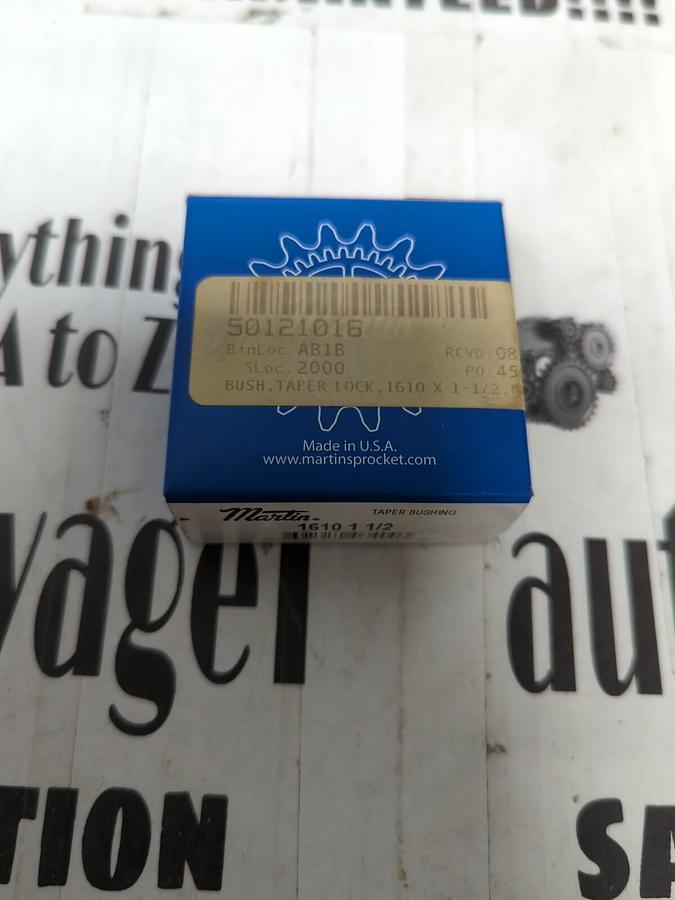 50121016
BinLoc: AB1B RCVD: 08
SLoc: 2000 PO: 45
BUSH,TAPER LOCK,1610 X 1-1/2,
Made in U.S.A.
www.martinsprocket.com
Martin® TAPER BUSHING
1610 1 1/2
ything
A to Z
yager
aut
TION
SA